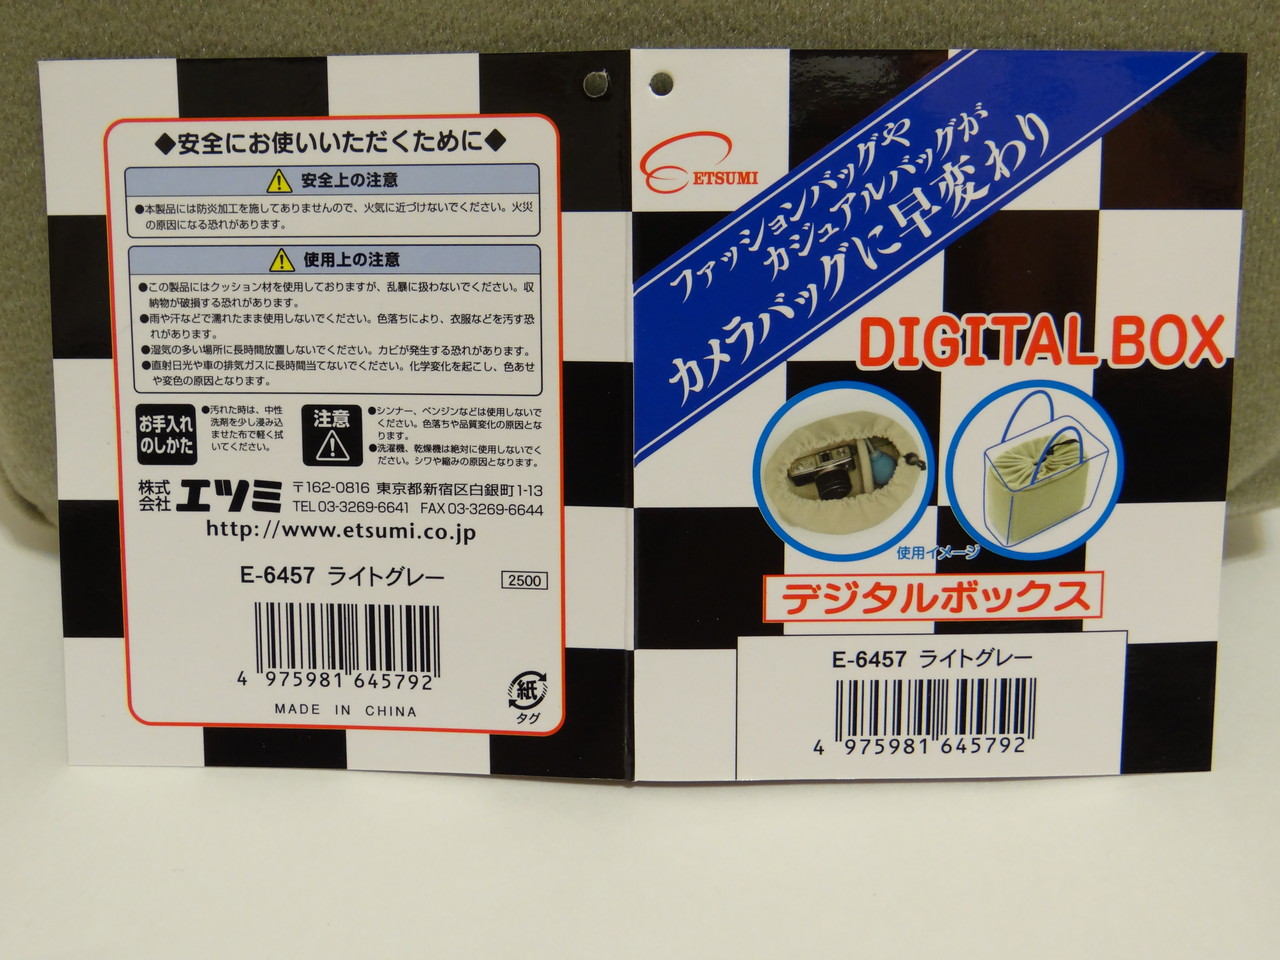 ◆安全にお使いいただくために◆
安全上の注意
●本製品には防炎加工を施してありませんので、火気に近づけないでください。火災
の原因になる恐れがあります。
使用上の注意
●この製品にはクッション材を使用しておりますが、乱暴に扱わないでください。収
納物が破損する恐れがあります。
●雨や汗などで濡れたまま使用しないでください。色落ちにより、衣服などを汚す恐
れがあります。
●湿気の多い場所に長時間放置しないでください。カビが発生する恐れがあります。
●直射日光や車の排気ガスに長時間当てないでください。化学変化を起こし、色あせ
や変色の原因となります。
お手入れ
のしかた
●汚れた時は、中性
洗剤を少し浸み込
ませた布で軽く拭
いてください。
注意
●シンナー、ベンジンなどは使用しないで
ください。色落ちや品質変化の原因とな
ります。
●洗濯機、乾燥機は絶対に使用しないでく
ださい。シワや縮みの原因となります。
株式会社 エツミ 〒162-0816 東京都新宿区白銀町1-13
TEL 03-3269-6641 FAX 03-3269-6644
http://www.etsumi.co.jp
E-6457 ライトグレー
2500
4 975981 645792
MADE IN CHINA
紙
タグ
ETSUMI
ファッションバッグや
カジュアルバッグが
カメラバッグに早変わり
DIGITAL BOX
使用イメージ
デジタルボックス
E-6457 ライトグレー
4 975981 645792